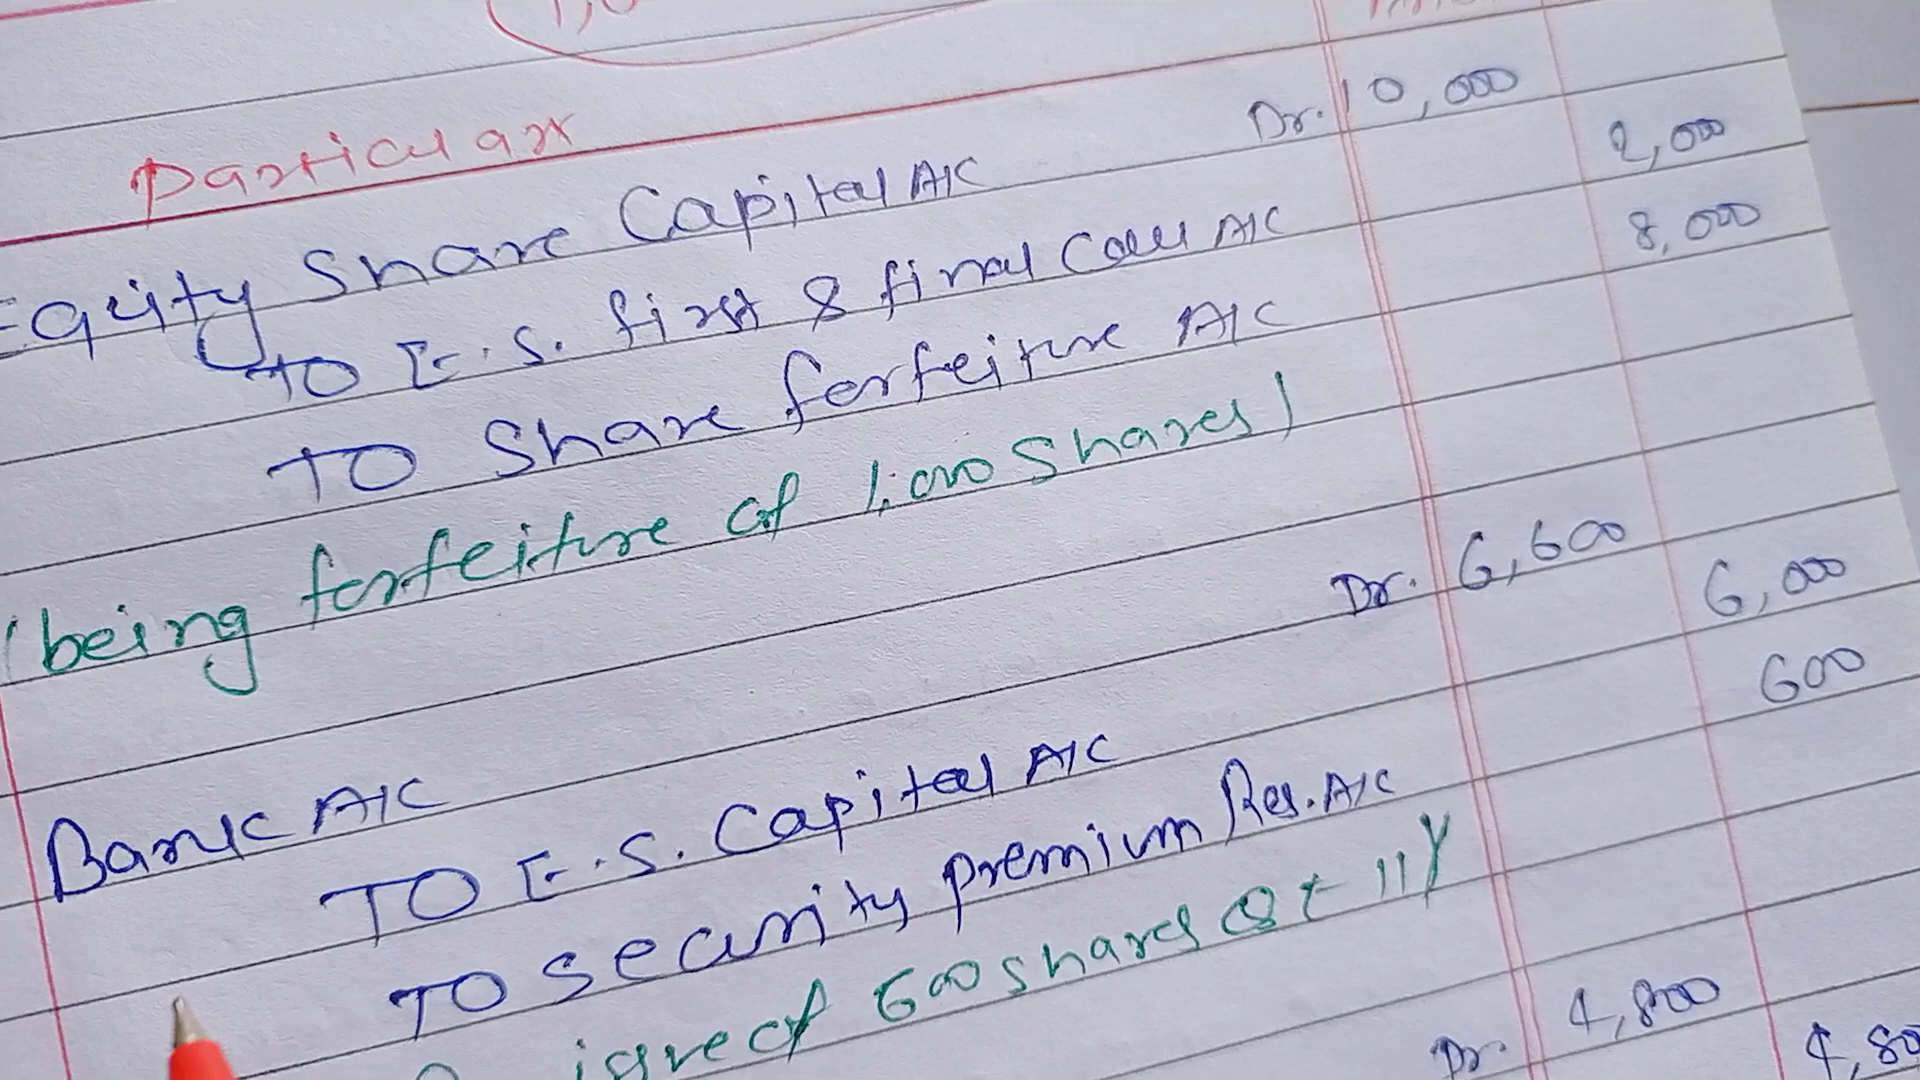 Particular
Equity Share Capital A/C Dr. 10,000
TO E.S. first & final Call A/C 2,000
TO Share forfeiture A/C 8,000
(being forfeiture of 1,000 shares)
Bank A/C Dr. 6,600
TO E.S. Capital A/C 6,000
TO Security Premium Res. A/C 600
issue of 600 shares @ ₹ 11)
Dr. 4,800
4,80